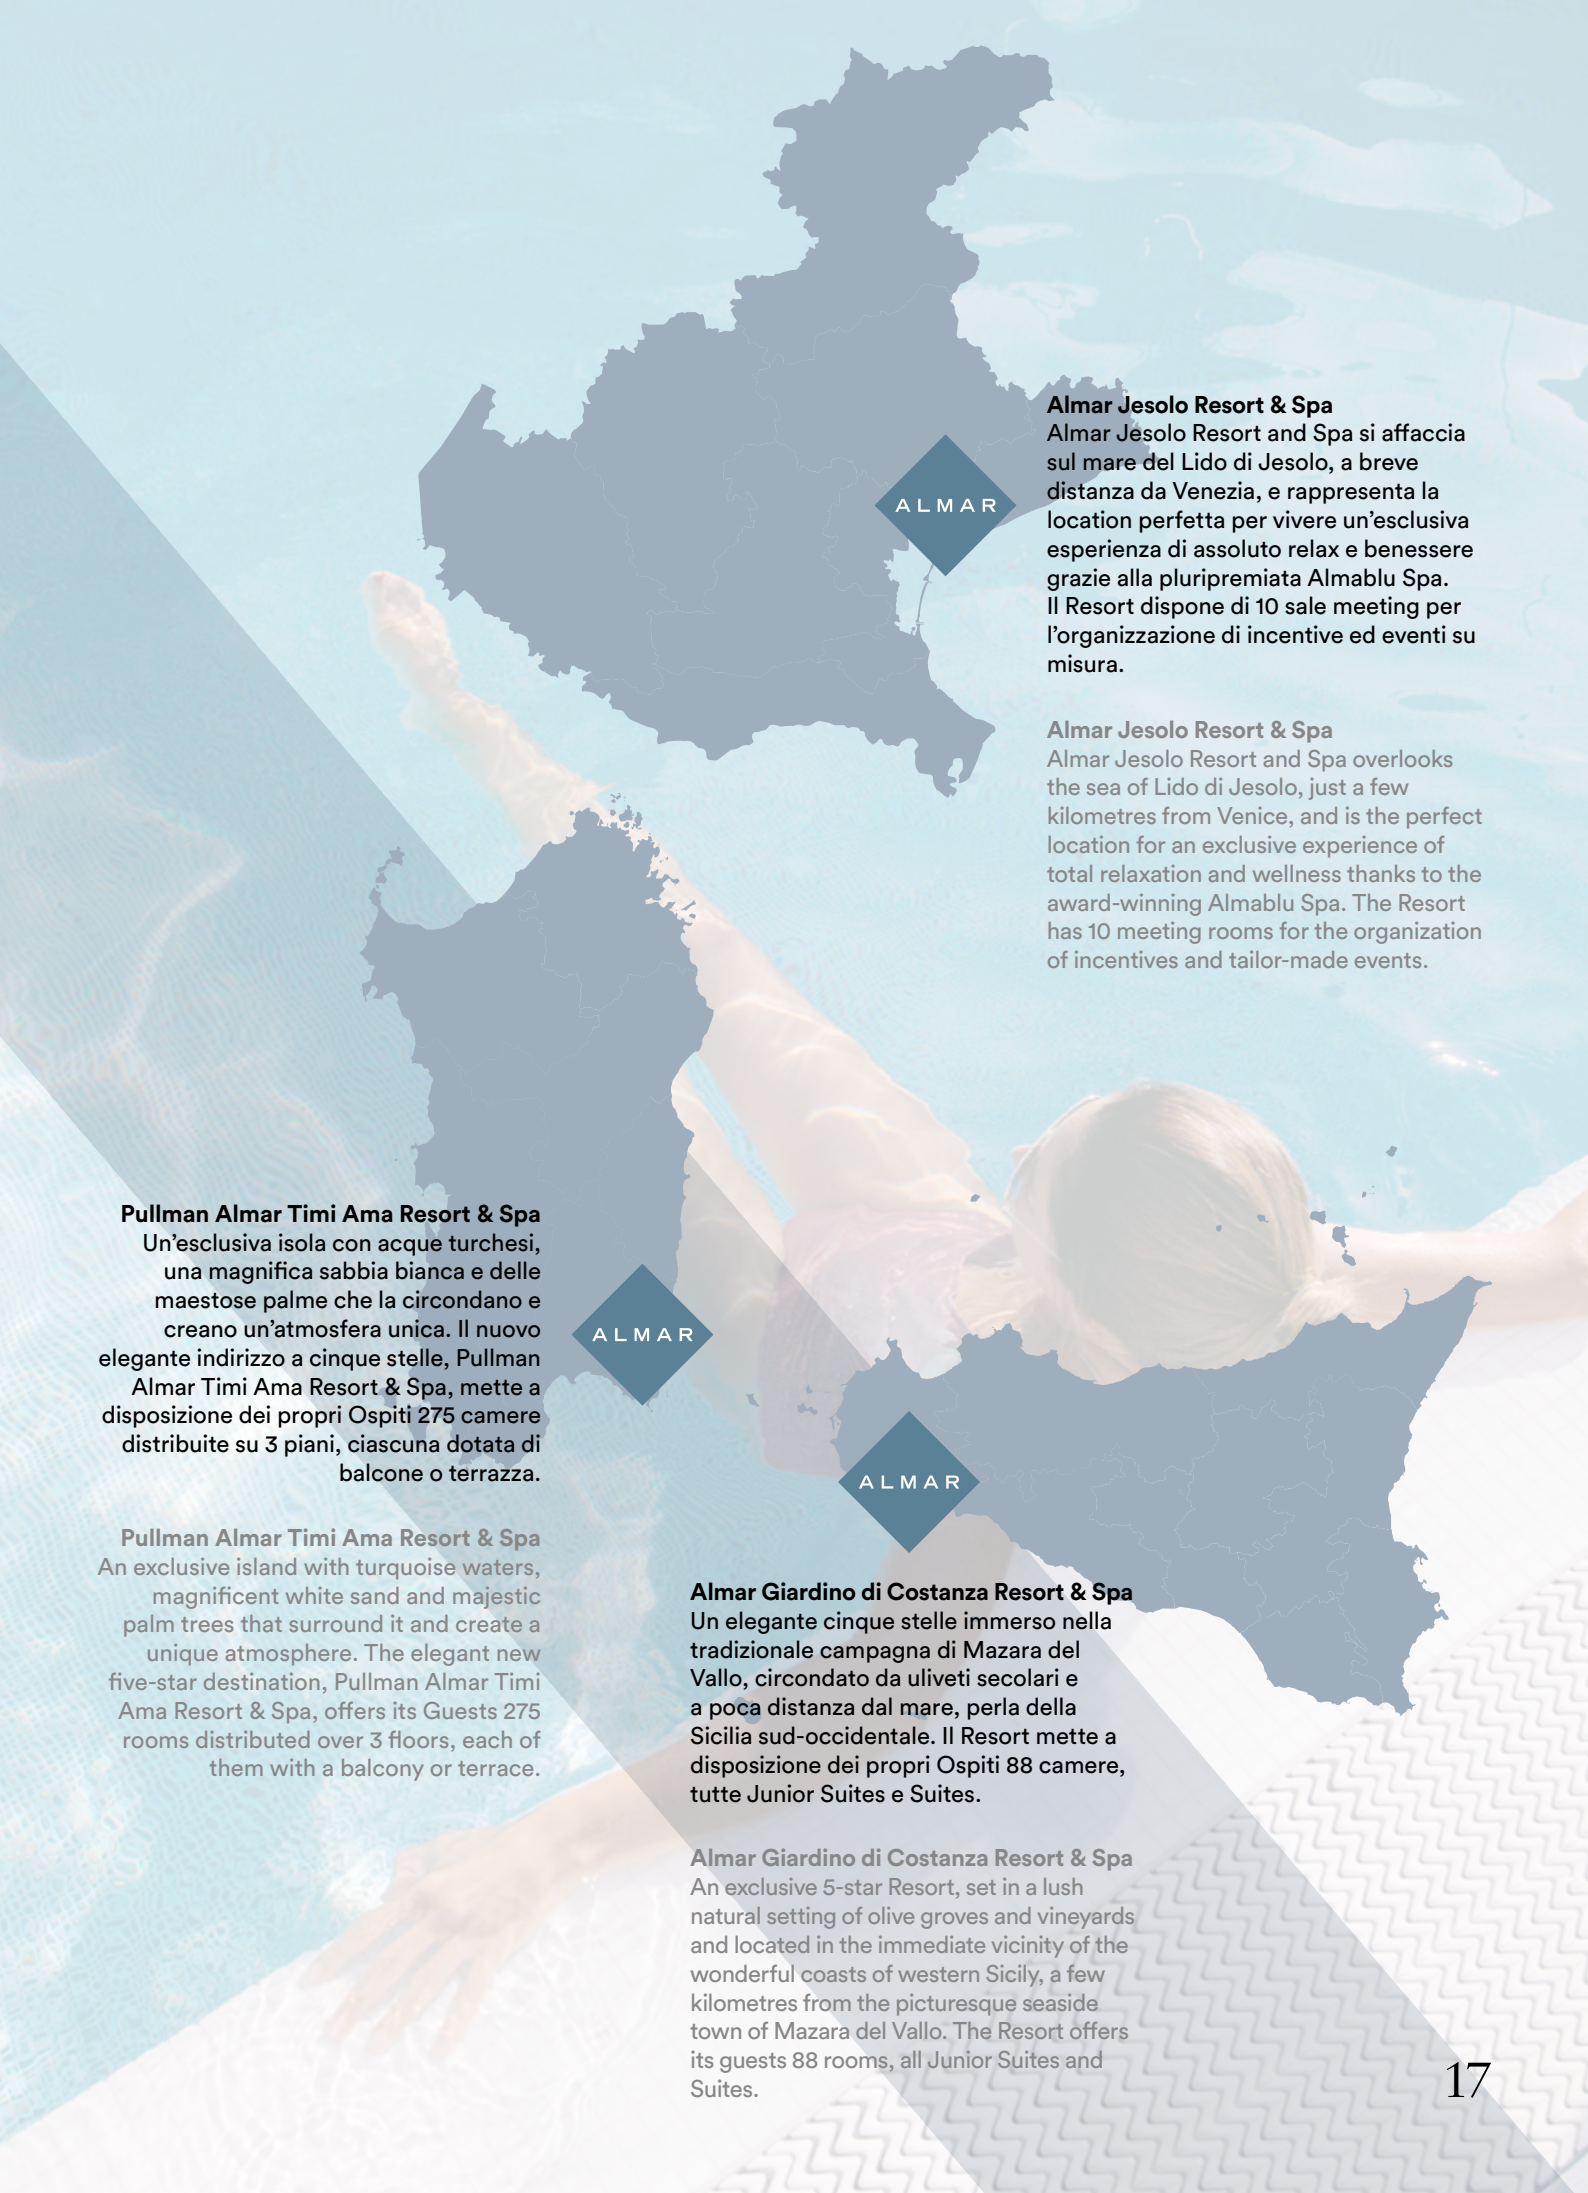 ALMAR
Almar Jesolo Resort & Spa
Almar Jesolo Resort and Spa si affaccia
sul mare del Lido di Jesolo, a breve
distanza da Venezia, e rappresenta la
location perfetta per vivere un’esclusiva
esperienza di assoluto relax e benessere
grazie alla pluripremiata Almablu Spa.
Il Resort dispone di 10 sale meeting per
l’organizzazione di incentive ed eventi su
misura.
Almar Jesolo Resort & Spa
Almar Jesolo Resort and Spa overlooks
the sea of Lido di Jesolo, just a few
kilometres from Venice, and is the perfect
location for an exclusive experience of
total relaxation and wellness thanks to the
award-winning Almablu Spa. The Resort
has 10 meeting rooms for the organization
of incentives and tailor-made events.
Pullman Almar Timi Ama Resort & Spa
Un’esclusiva isola con acque turchesi,
una magnifica sabbia bianca e delle
maestose palme che la circondano e
creano un’atmosfera unica. Il nuovo
elegante indirizzo a cinque stelle, Pullman
Almar Timi Ama Resort & Spa, mette a
disposizione dei propri Ospiti 275 camere
distribuite su 3 piani, ciascuna dotata di
balcone o terrazza.
ALMAR
Pullman Almar Timi Ama Resort & Spa
An exclusive island with turquoise waters,
magnificent white sand and majestic
palm trees that surround it and create a
unique atmosphere. The elegant new
five-star destination, Pullman Almar Timi
Ama Resort & Spa, offers its Guests 275
rooms distributed over 3 floors, each of
them with a balcony or terrace.
ALMAR
Almar Giardino di Costanza Resort & Spa
Un elegante cinque stelle immerso nella
tradizionale campagna di Mazara del
Vallo, circondato da uliveti secolari e
a poca distanza dal mare, perla della
Sicilia sud-occidentale. Il Resort mette a
disposizione dei propri Ospiti 88 camere,
tutte Junior Suites e Suites.
Almar Giardino di Costanza Resort & Spa
An exclusive 5-star Resort, set in a lush
natural setting of olive groves and vineyards
and located in the immediate vicinity of the
wonderful coasts of western Sicily, a few
kilometres from the picturesque seaside
town of Mazara del Vallo. The Resort offers
its guests 88 rooms, all Junior Suites and
Suites.
17